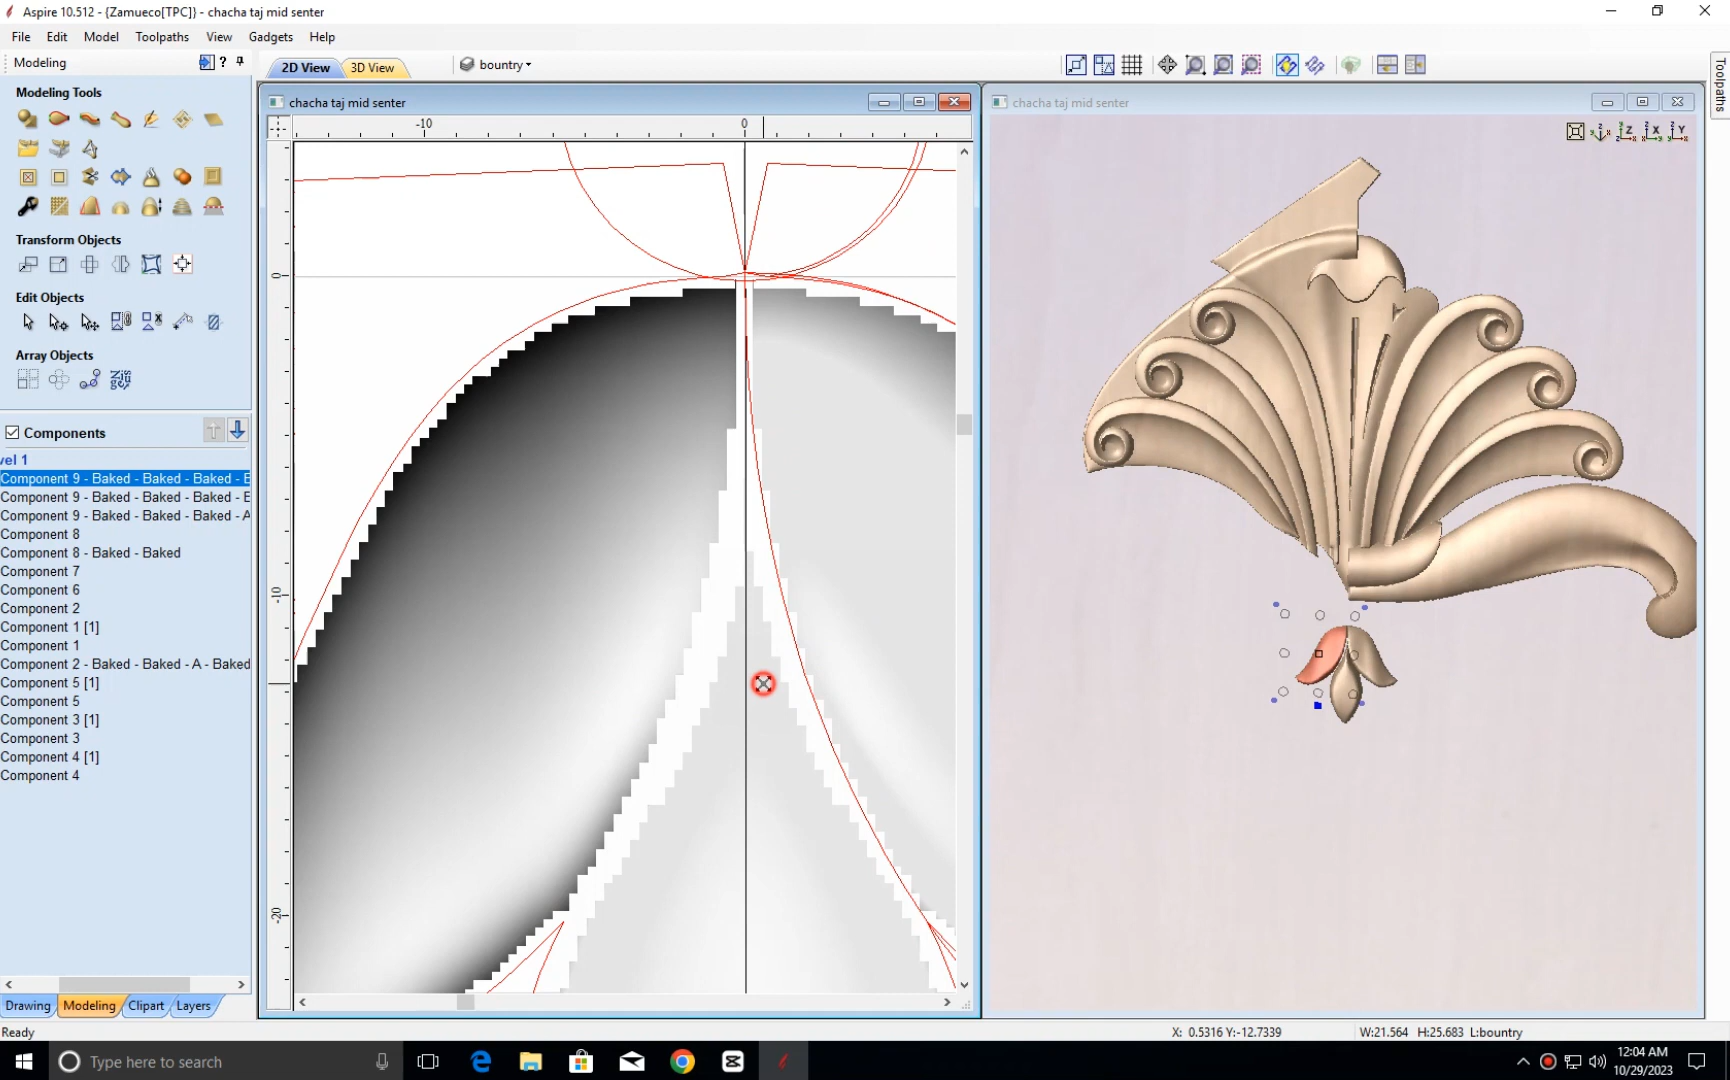 Aspire 10.512 - {Zamueco[TPC]} - chacha taj mid senter
File Edit Model Toolpaths View Gadgets Help
Modeling
2D View 3D View bountry
Toolpaths
Modeling Tools
chacha taj mid senter
chacha taj mid senter
-10 0
Z X Y
Transform Objects
0
Edit Objects
Array Objects
Components
vel 1
Component 9 - Baked - Baked - Baked - E
Component 9 - Baked - Baked - Baked - E
Component 9 - Baked - Baked - Baked - A
Component 8
Component 8 - Baked - Baked
Component 7
Component 6
-10
Component 2
Component 1 [1]
Component 1
Component 2 - Baked - Baked - A - Baked
Component 5 [1]
Component 5
Component 3 [1]
Component 3
Component 4 [1]
Component 4
-20
Drawing Modeling Clipart Layers
Ready
X: 0.5316 Y:-12.7339
W:21.564 H:25.683 L:bountry
Type here to search
12:04 AM
10/29/2023